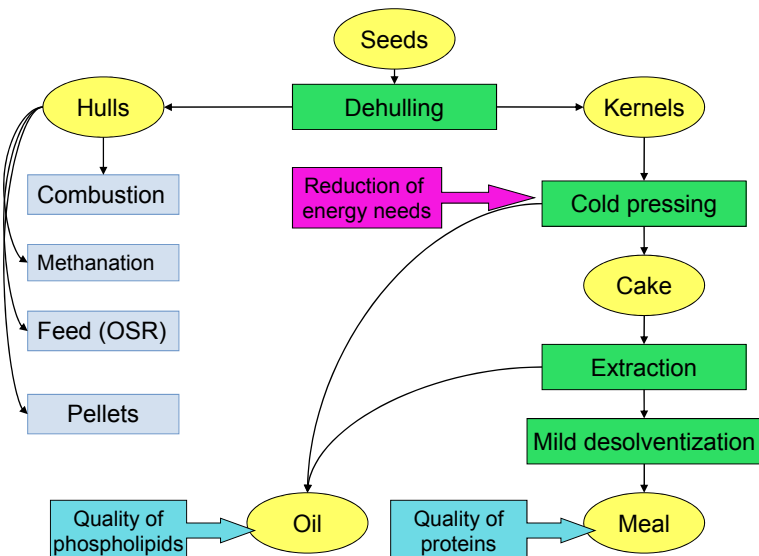 Seeds
Hulls
Dehulling
Kernels
Combustion
Reduction of
energy needs
Cold pressing
Methanation
Cake
Feed (OSR)
Extraction
Pellets
Mild desolventization
Quality of
phospholipids
Oil
Quality of
proteins
Meal